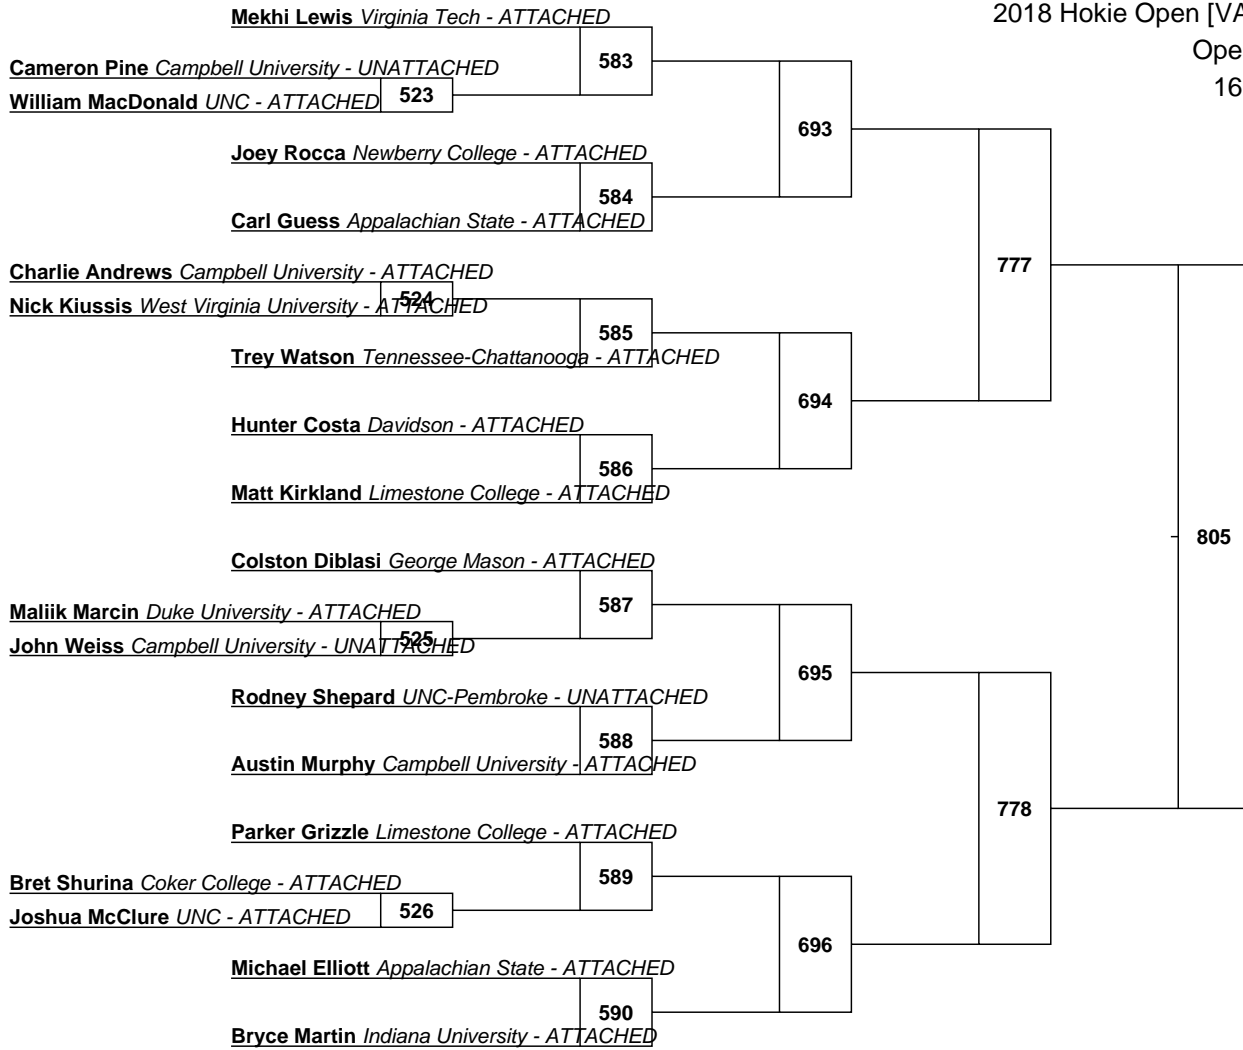 Mekhi Lewis Virginia Tech - ATTACHED
2018 Hokie Open [VA
Ope
16
583
Cameron Pine Campbell University - UNATTACHED
William MacDonald UNC - ATTACHED
523
693
Joey Rocca Newberry College - ATTACHED
584
Carl Guess Appalachian State - ATTACHED
777
Charlie Andrews Campbell University - ATTACHED
Nick Kiussis West Virginia University - ATTACHED
524
585
Trey Watson Tennessee-Chattanooga - ATTACHED
694
Hunter Costa Davidson - ATTACHED
586
Matt Kirkland Limestone College - ATTACHED
805
Colston Diblasi George Mason - ATTACHED
587
Maliik Marcin Duke University - ATTACHED
John Weiss Campbell University - UNATTACHED
525
695
Rodney Shepard UNC-Pembroke - UNATTACHED
588
Austin Murphy Campbell University - ATTACHED
778
Parker Grizzle Limestone College - ATTACHED
589
Bret Shurina Coker College - ATTACHED
Joshua McClure UNC - ATTACHED
526
696
Michael Elliott Appalachian State - ATTACHED
590
Bryce Martin Indiana University - ATTACHED